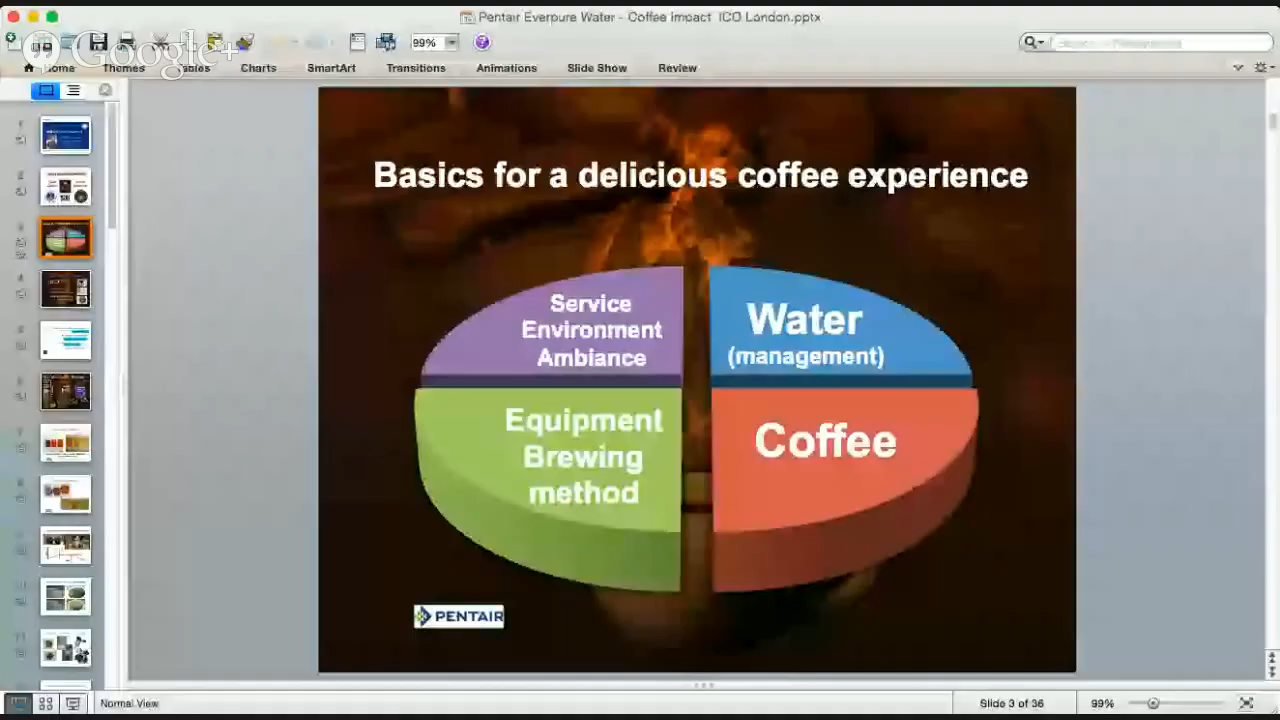 Pentair Everpure Water - Coffee Impact ICO London.pptx
Google+
99%
Home
Themes
Tables
Charts
SmartArt
Transitions
Animations
Slide Show
Review
Basics for a delicious coffee experience
Service
Environment
Ambiance
Water
(management)
Equipment
Brewing
method
Coffee
PENTAIR
Normal View
Slide 3 of 36
99%